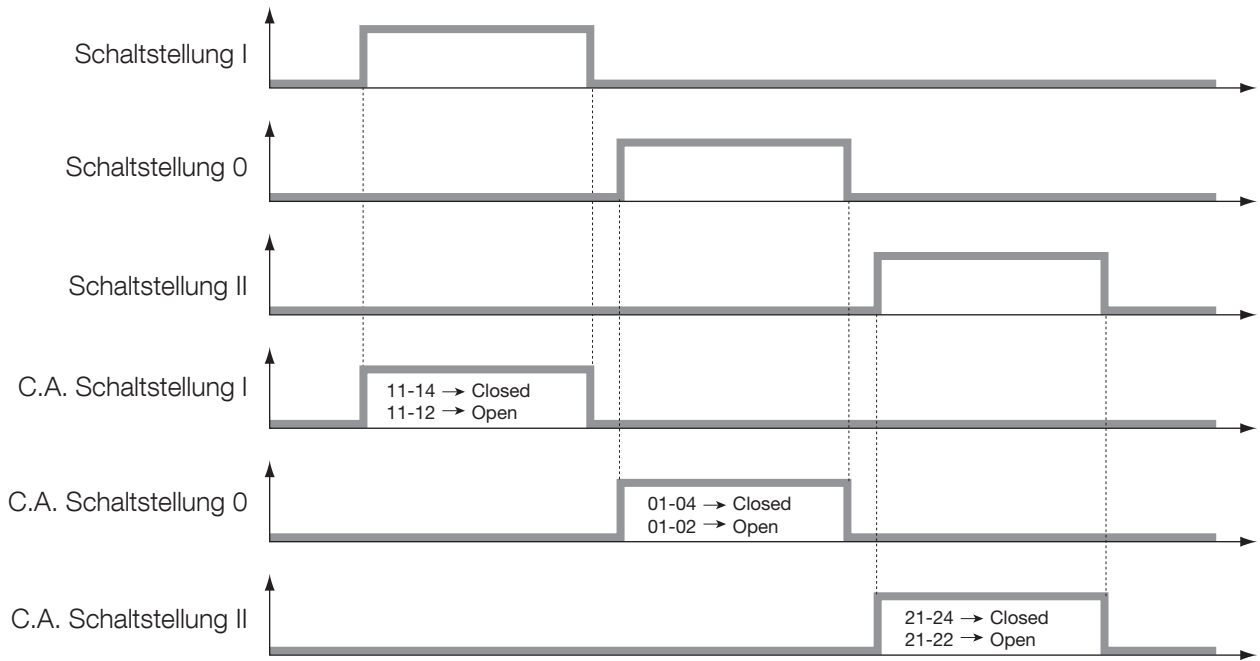 Schaltstellung I
Schaltstellung 0
Schaltstellung II
C.A. Schaltstellung I
11-14 → Closed
11-12 → Open
C.A. Schaltstellung 0
01-04 → Closed
01-02 → Open
C.A. Schaltstellung II
21-24 → Closed
21-22 → Open